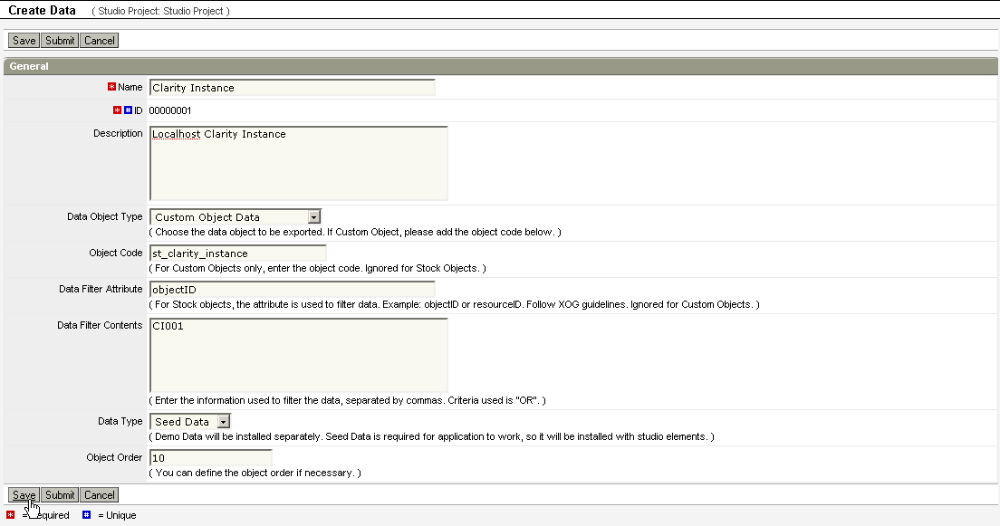 Create Data ( Studio Project: Studio Project )
Save Submit Cancel
General
Name Clarity Instance
ID 00000001
Description Localhost Clarity Instance
Data Object Type Custom Object Data
( Choose the data object to be exported. If Custom Object, please add the object code below. )
Object Code st_clarity_instance
( For Custom Objects only, enter the object code. Ignored for Stock Objects. )
Data Filter Attribute objectID
( For Stock objects, the attribute is used to filter data. Example: objectID or resourceID. Follow XOG guidelines. Ignored for Custom Objects. )
Data Filter Contents CI001
( Enter the information used to filter the data, separated by commas. Criteria used is "OR". )
Data Type Seed Data
( Demo Data will be installed separately. Seed Data is required for application to work, so it will be installed with studio elements. )
Object Order 10
( You can define the object order if necessary. )
Save Submit Cancel
= Required # = Unique